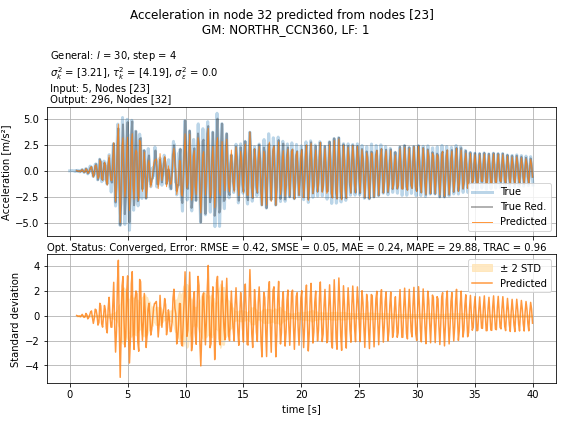 Acceleration in node 32 predicted from nodes [23]
GM: NORTHR_CCN360, LF: 1
General: l = 30, step = 4
σ²ₖ = [3.21], τ²ₖ = [4.19], σ²ε = 0.0
Input: 5, Nodes [23]
Output: 296, Nodes [32]
Acceleration [m/s²]
5.0
2.5
0.0
−2.5
−5.0
True
True Red.
Predicted
Opt. Status: Converged, Error: RMSE = 0.42, SMSE = 0.05, MAE = 0.24, MAPE = 29.88, TRAC = 0.96
Standard deviation
4
2
0
−2
−4
± 2 STD
Predicted
0 5 10 15 20 25 30 35 40
time [s]